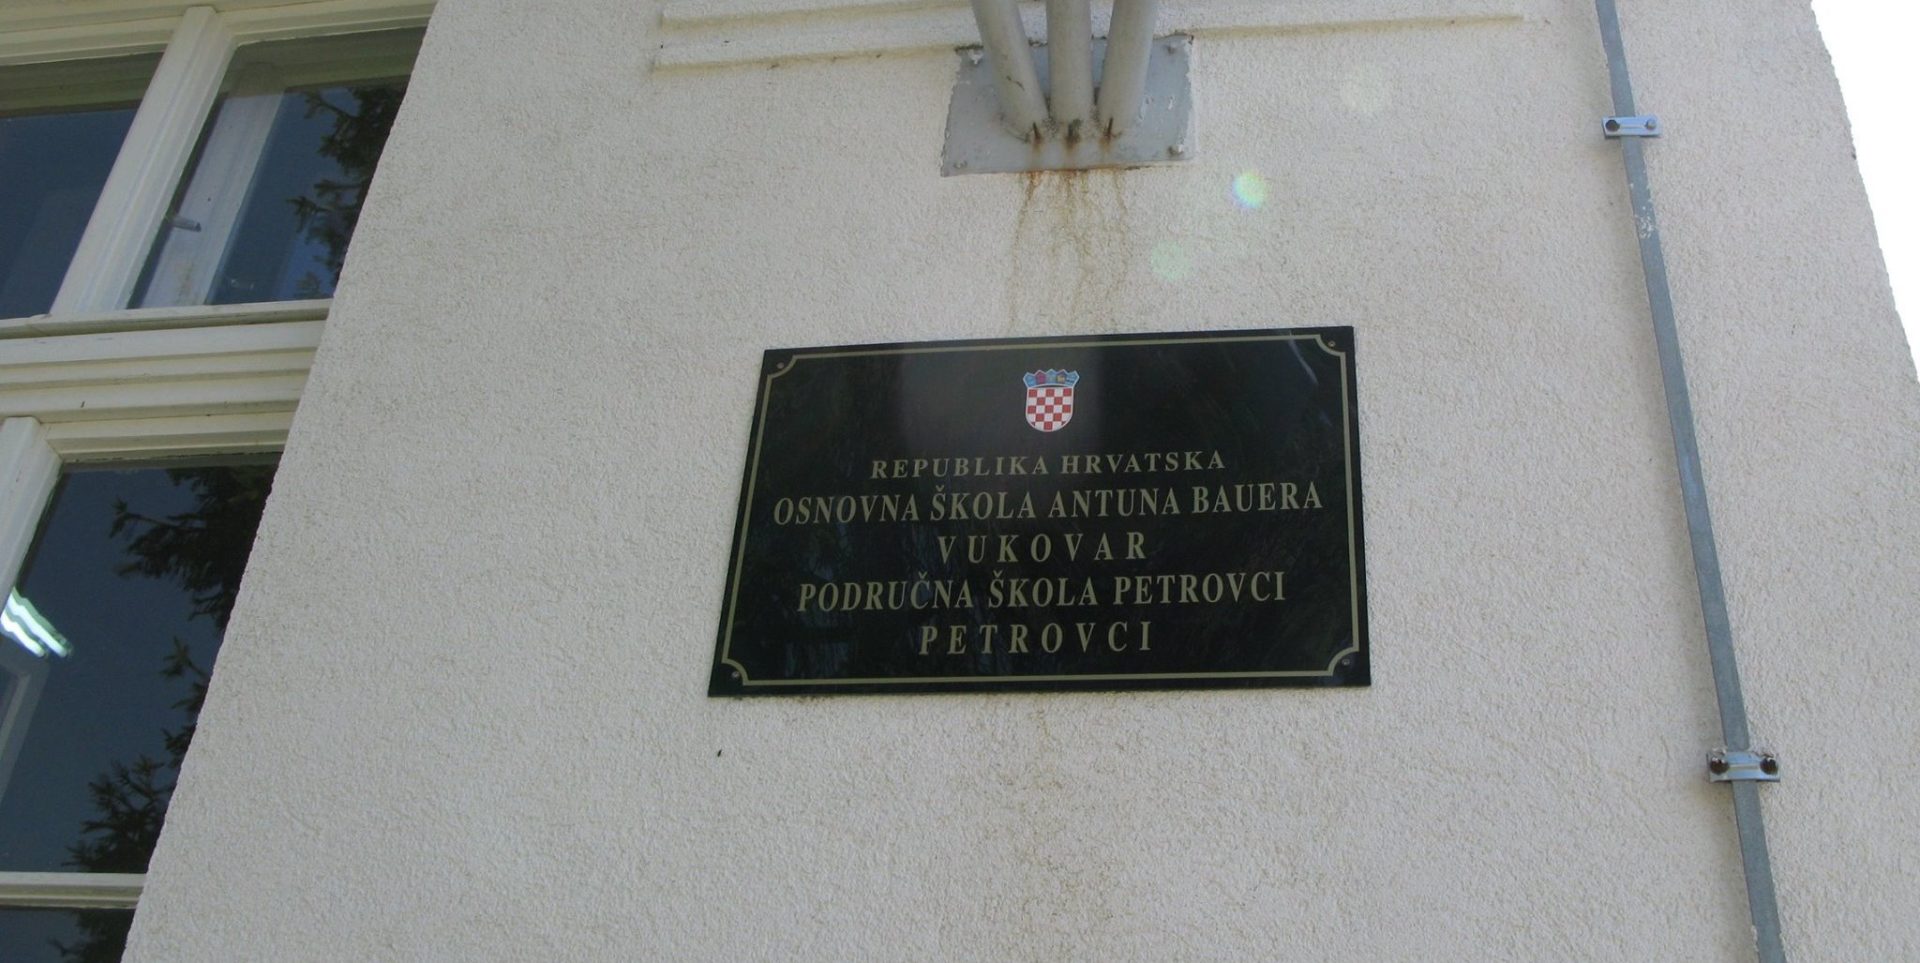 REPUBLIKA HRVATSKA
OSNOVNA ŠKOLA ANTUNA BAUERA
VUKOVAR
PODRUČNA ŠKOLA PETROVCI
PETROVCI